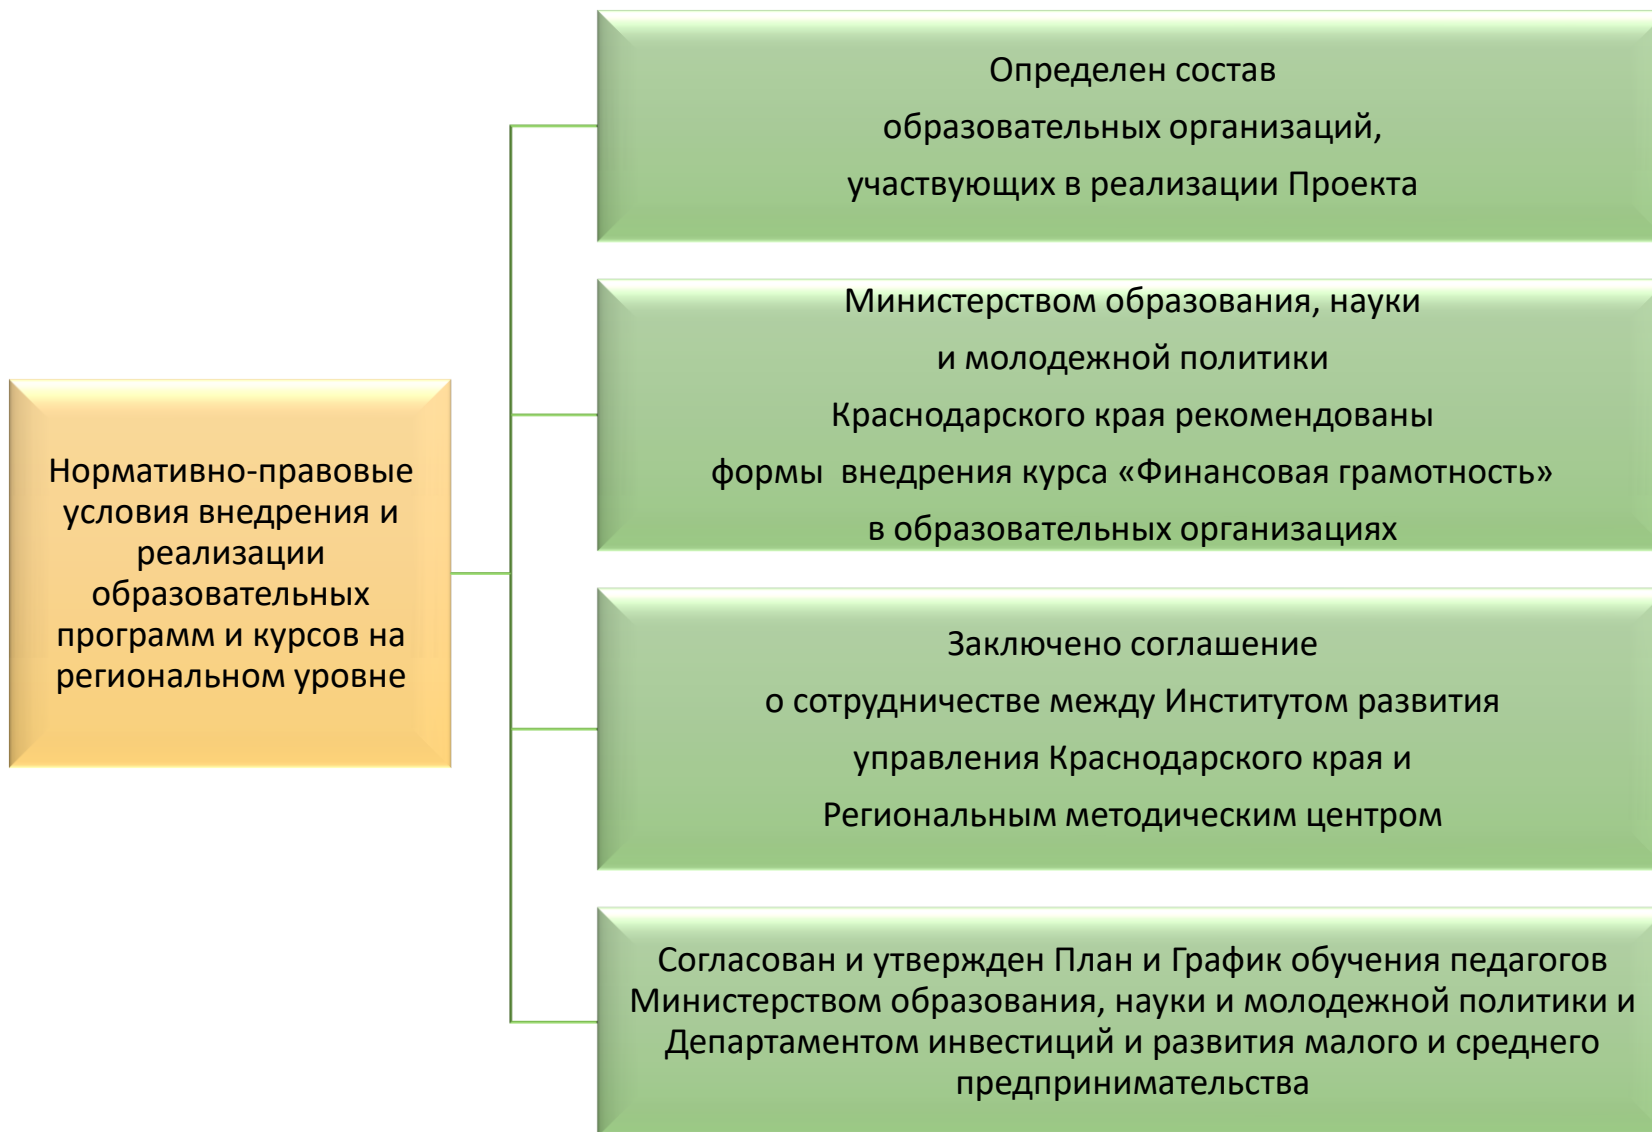 Нормативно-правовые
условия внедрения и
реализации
образовательных
программ и курсов на
региональном уровне
Определен состав
образовательных организаций,
участвующих в реализации Проекта
Министерством образования, науки
и молодежной политики
Краснодарского края рекомендованы
формы  внедрения курса «Финансовая грамотность»
в образовательных организациях
Заключено соглашение
о сотрудничестве между Институтом развития
управления Краснодарского края и
Региональным методическим центром
Согласован и утвержден План и График обучения педагогов
Министерством образования, науки и молодежной политики и
Департаментом инвестиций и развития малого и среднего
предпринимательства